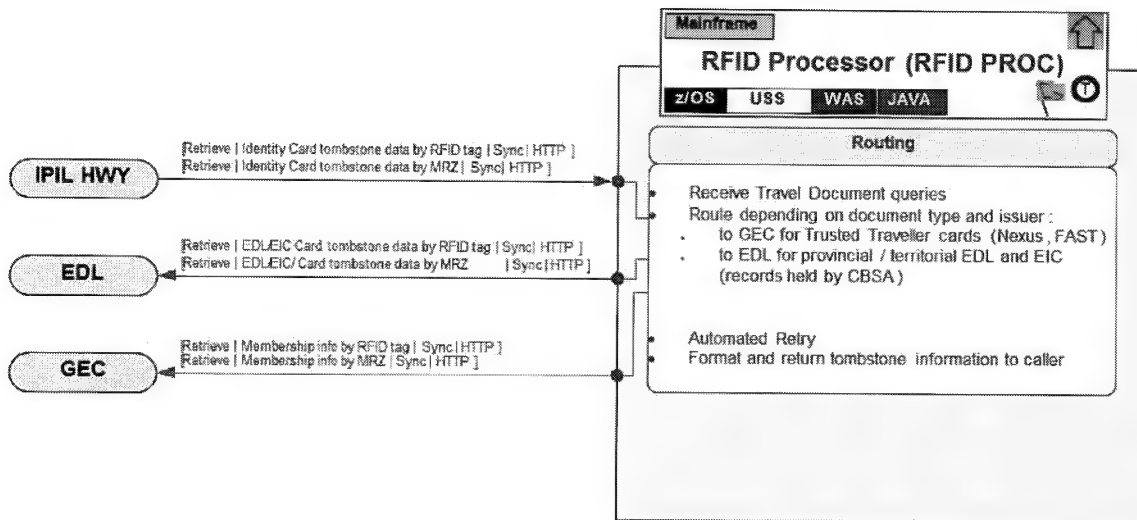 Mainframe
RFID Processor (RFID PROC)
z/OS USS WAS JAVA
T
Routing
[Retrieve | Identity Card tombstone data by RFID tag | Sync| HTTP ]
[Retrieve | Identity Card tombstone data by MRZ | Sync| HTTP ]
IPIL HWY
• Receive Travel Document queries
• Route depending on document type and issuer :
. to GEC for Trusted Traveller cards (Nexus , FAST)
. to EDL for provincial / territorial EDL and EIC
(records held by CBSA )
[Retrieve | EDL/EIC Card tombstone data by RFID tag | Sync| HTTP ]
[Retrieve | EDL/EIC/ Card tombstone data by MRZ | Sync|HTTP ]
EDL
• Automated Retry
• Format and return tombstone information to caller
[Retrieve | Membership info by RFID tag | Sync|HTTP ]
[Retrieve | Membership info by MRZ | Sync| HTTP ]
GEC